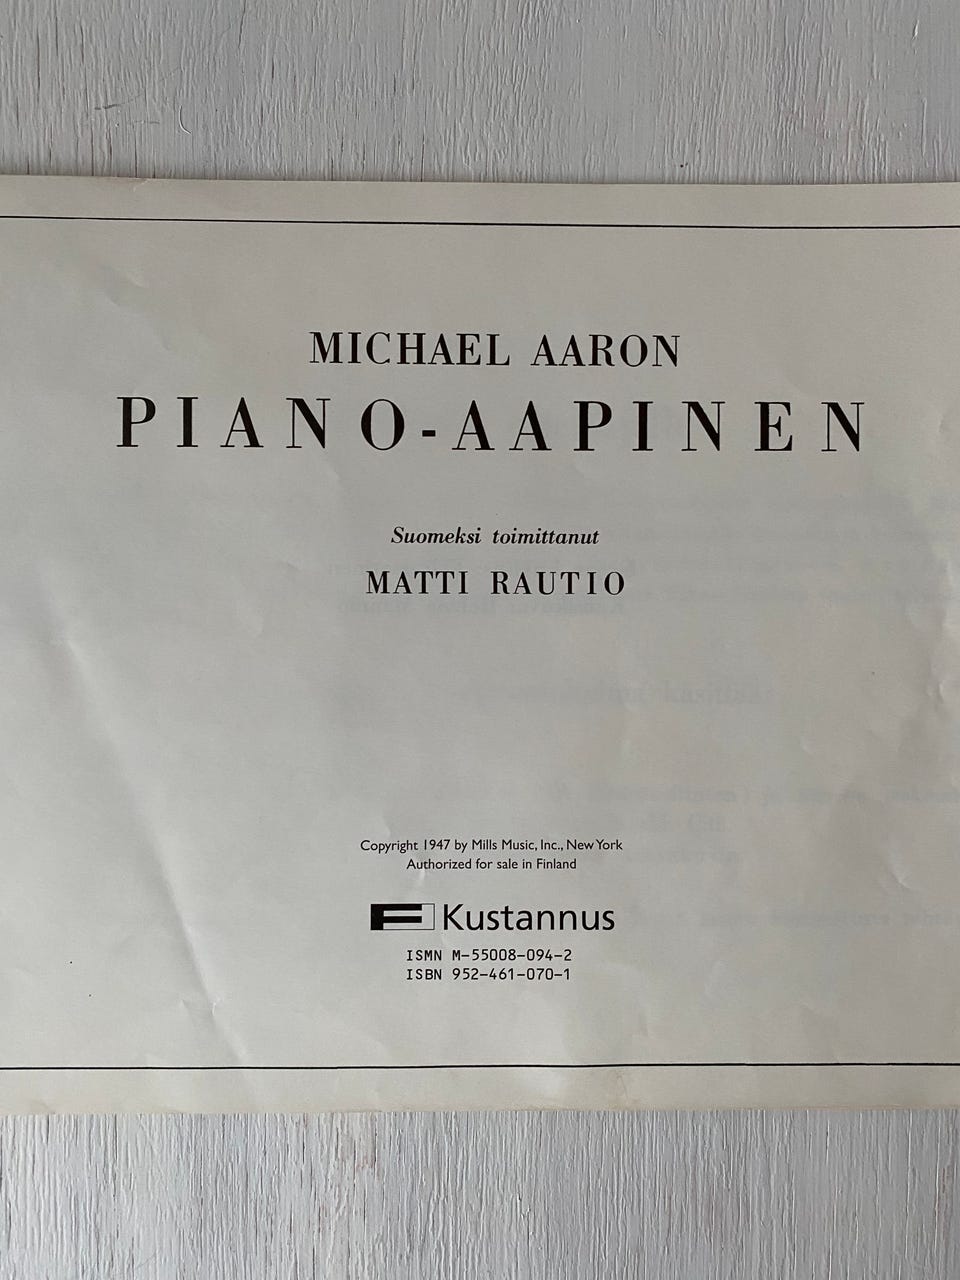 MICHAEL AARON
PIANO-AAPINEN
Suomeksi toimittanut
MATTI RAUTIO
Copyright 1947 by Mills Music, Inc., New York
Authorized for sale in Finland
F Kustannus
ISMN M-55008-094-2
ISBN 952-461-070-1